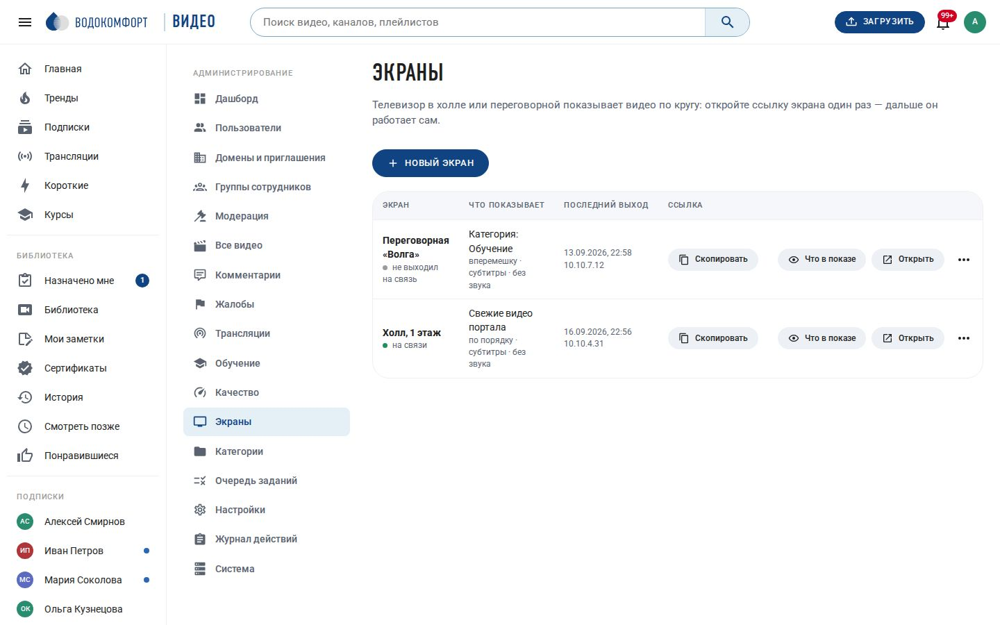 ВОДОКОМФОРТ
ВИДЕО
Поиск видео, каналов, плейлистов
ЗАГРУЗИТЬ
99+
А
Главная
Тренды
Подписки
Трансляции
Короткие
Курсы
БИБЛИОТЕКА
Назначено мне
1
Библиотека
Мои заметки
Сертификаты
История
Смотреть позже
Понравившиеся
ПОДПИСКИ
АС
Алексей Смирнов
ИП
Иван Петров
МС
Мария Соколова
ОК
Ольга Кузнецова
АДМИНИСТРИРОВАНИЕ
Дашборд
Пользователи
Домены и приглашения
Группы сотрудников
Модерация
Все видео
Комментарии
Жалобы
Трансляции
Обучение
Качество
Экраны
Категории
Очередь заданий
Настройки
Журнал действий
Система
ЭКРАНЫ
Телевизор в холле или переговорной показывает видео по кругу: откройте ссылку экрана один раз — дальше он
работает сам.
НОВЫЙ ЭКРАН
ЭКРАН
ЧТО ПОКАЗЫВАЕТ
ПОСЛЕДНИЙ ВЫХОД
ССЫЛКА
Переговорная
«Волга»
не выходил
на связь
Категория:
Обучение
вперемешку ·
субтитры · без
звука
13.09.2026, 22:58
10.10.7.12
Скопировать
Что в показе
Открыть
Холл, 1 этаж
на связи
Свежие видео
портала
по порядку ·
субтитры · без
звука
16.09.2026, 22:56
10.10.4.31
Скопировать
Что в показе
Открыть